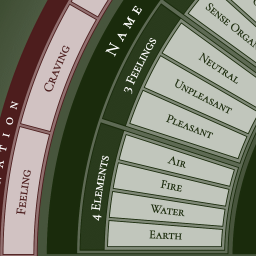 NAME
SENSE ORGA
CRAVING
3 FEELINGS
NEUTRAL
UNPLEASANT
PLEASANT
ATION
FEELING
4 ELEMENTS
AIR
FIRE
WATER
EARTH